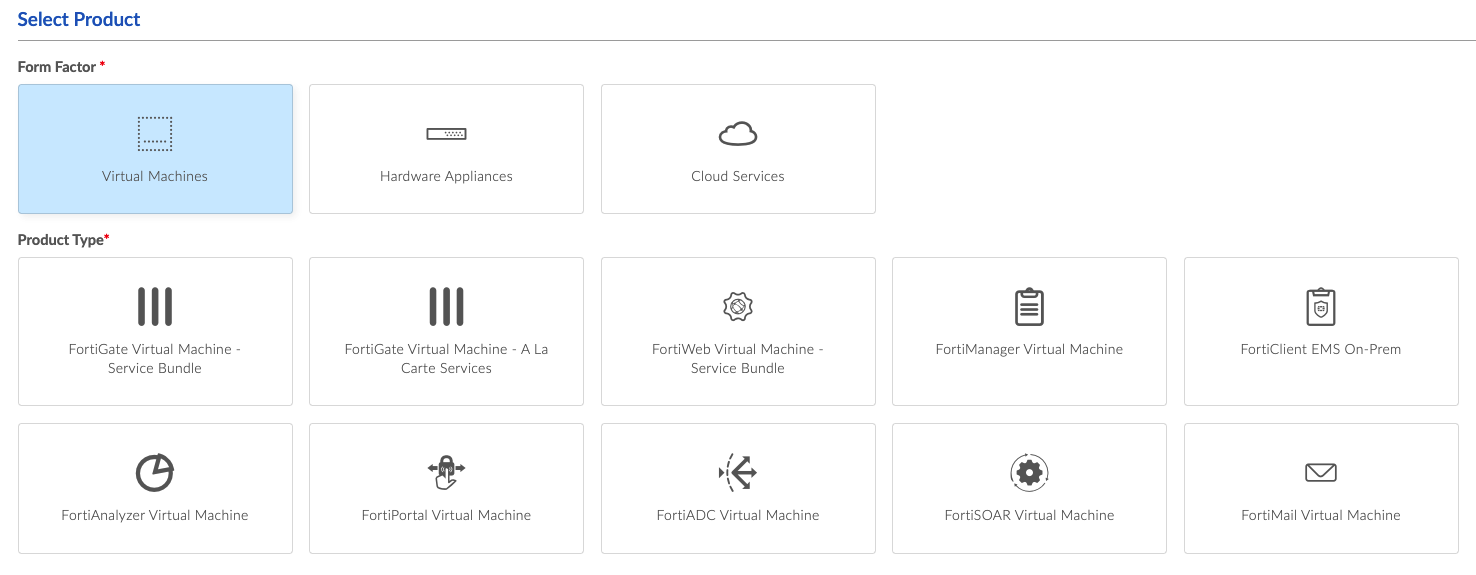 Select Product
Form Factor *
Virtual Machines
Hardware Appliances
Cloud Services
Product Type*
FortiGate Virtual Machine -
Service Bundle
FortiGate Virtual Machine - A La
Carte Services
FortiWeb Virtual Machine -
Service Bundle
FortiManager Virtual Machine
FortiClient EMS On-Prem
FortiAnalyzer Virtual Machine
FortiPortal Virtual Machine
FortiADC Virtual Machine
FortiSOAR Virtual Machine
FortiMail Virtual Machine